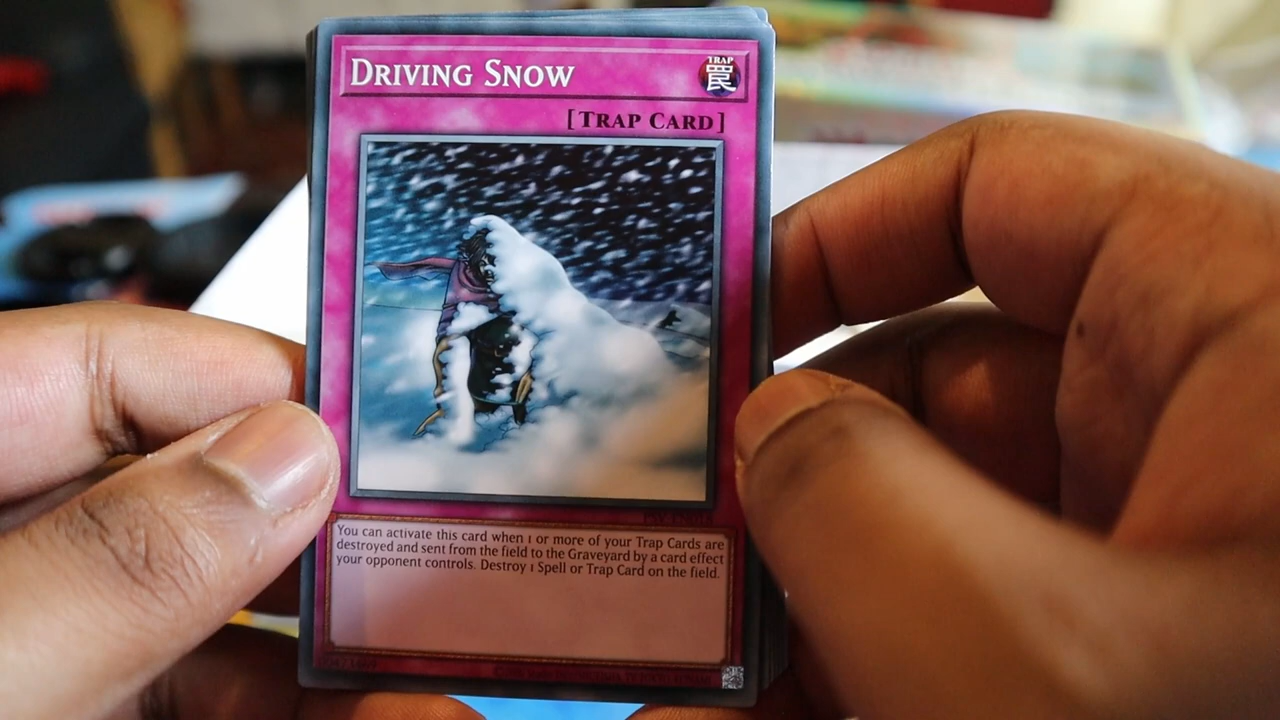 DRIVING SNOW
TRAP
罠
[TRAP CARD]
You can activate this card when 1 or more of your Trap Cards are
destroyed and sent from the field to the Graveyard by a card effect
your opponent controls. Destroy 1 Spell or Trap Card on the field.